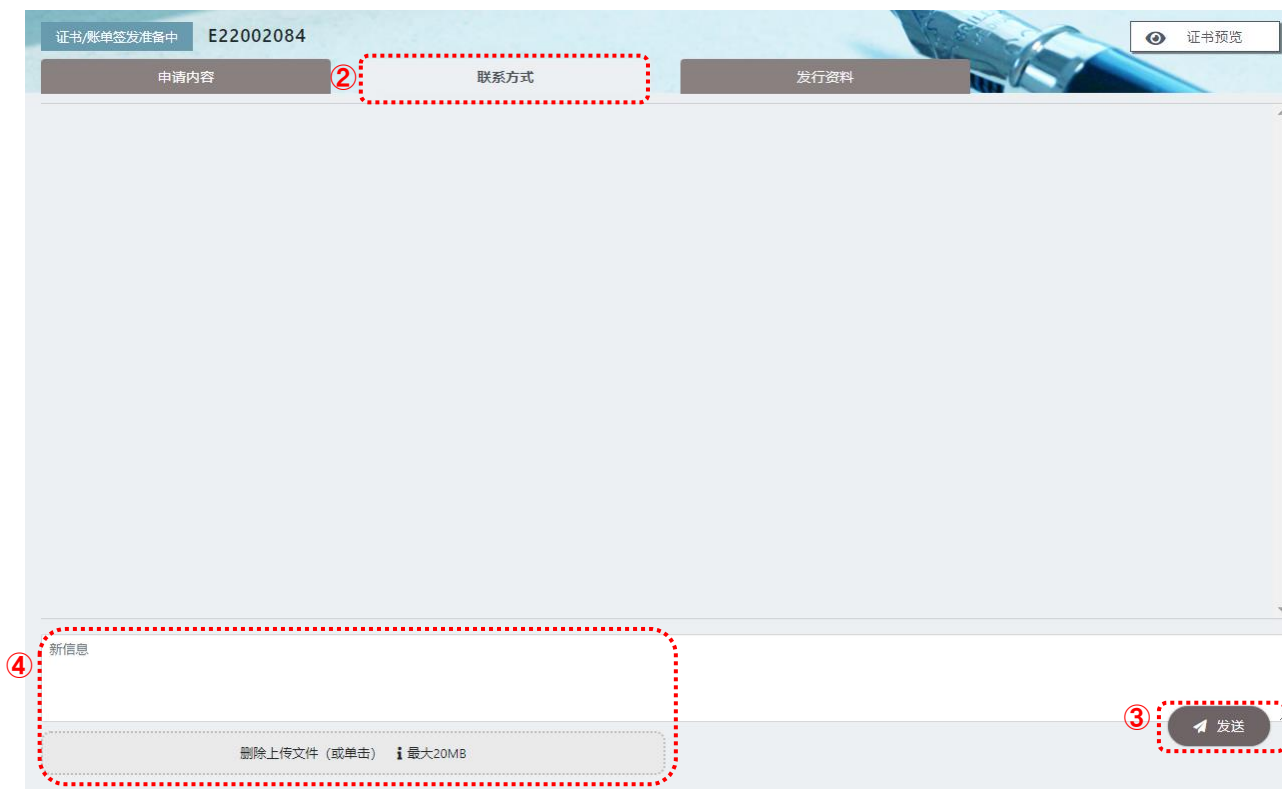 证书/账单签发准备中 E22002084
证书预览
申请内容 ② 联系方式 发行资料
④ 新信息
③ 发送
删除上传文件（或单击） i 最大20MB